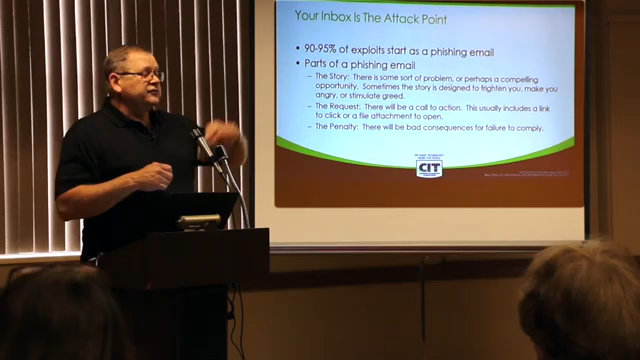 Your Inbox Is The Attack Point
• 90-95% of exploits start as a phishing email
• Parts of a phishing email
– The Story: There is some sort of problem, or perhaps a compelling
opportunity. Sometimes the story is designed to frighten you, make you
angry, or stimulate greed.
– The Request: There will be a call to action. This usually includes a link
to click or a file attachment to open.
– The Penalty: There will be bad consequences for failure to comply.
CIT